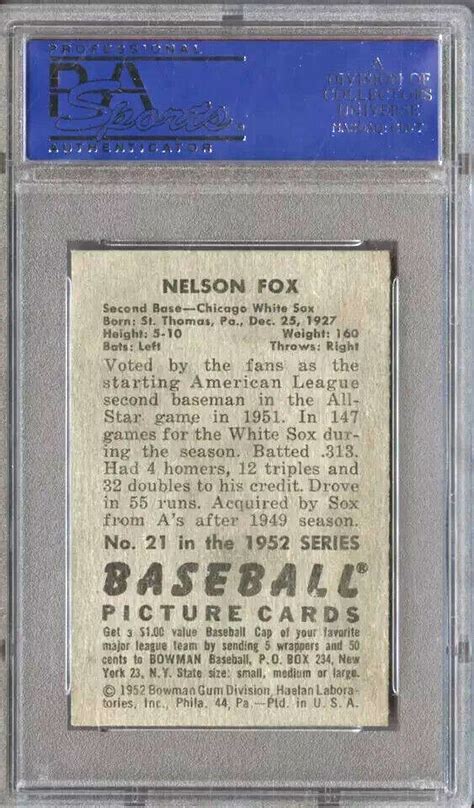 PROFESSIONAL
PSA
Sports
AUTHENTICATOR
A
DIVISION OF
COLLECTORS
UNIVERSE
NELSON FOX
Second Base—Chicago White Sox
Born: St. Thomas, Pa., Dec. 25, 1927
Height: 5-10 Weight: 160
Bats: Left Throws: Right
Voted by the fans as the
starting American League
second baseman in the All-
Star game in 1951. In 147
games for the White Sox dur-
ing the season. Batted .313.
Had 4 homers, 12 triples and
32 doubles to his credit. Drove
in 55 runs. Acquired by Sox
from A's after 1949 season.
No. 21 in the 1952 SERIES
BASEBALL®
PICTURE CARDS
Get a $1.00 value Baseball Cap of your favorite
major league team by sending 5 wrappers and 50
cents to BOWMAN Baseball, P.O. BOX 234, New
York 23, N.Y. State size: small, medium or large.
© 1952 Bowman Gum Division, Haelan Labora-
tories, Inc., Phila. 44, Pa.—Ptd. in U. S. A.